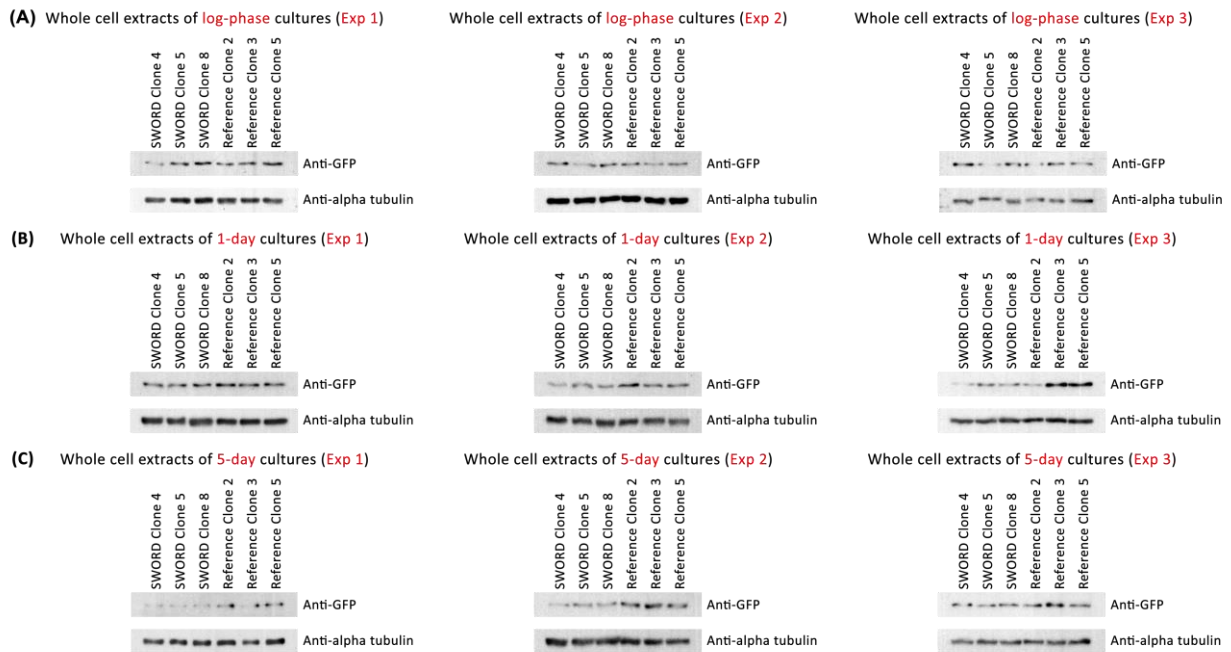 (A) Whole cell extracts of log-phase cultures (Exp 1)
Whole cell extracts of log-phase cultures (Exp 2)
Whole cell extracts of log-phase cultures (Exp 3)
SWORD Clone 4
SWORD Clone 5
SWORD Clone 8
Reference Clone 2
Reference Clone 3
Reference Clone 5
SWORD Clone 4
SWORD Clone 5
SWORD Clone 8
Reference Clone 2
Reference Clone 3
Reference Clone 5
SWORD Clone 4
SWORD Clone 5
SWORD Clone 8
Reference Clone 2
Reference Clone 3
Reference Clone 5
Anti-GFP
Anti-GFP
Anti-GFP
Anti-alpha tubulin
Anti-alpha tubulin
Anti-alpha tubulin
(B) Whole cell extracts of 1-day cultures (Exp 1)
Whole cell extracts of 1-day cultures (Exp 2)
Whole cell extracts of 1-day cultures (Exp 3)
SWORD Clone 4
SWORD Clone 5
SWORD Clone 8
Reference Clone 2
Reference Clone 3
Reference Clone 5
SWORD Clone 4
SWORD Clone 5
SWORD Clone 8
Reference Clone 2
Reference Clone 3
Reference Clone 5
SWORD Clone 4
SWORD Clone 5
SWORD Clone 8
Reference Clone 2
Reference Clone 3
Reference Clone 5
Anti-GFP
Anti-GFP
Anti-GFP
Anti-alpha tubulin
Anti-alpha tubulin
Anti-alpha tubulin
(C) Whole cell extracts of 5-day cultures (Exp 1)
Whole cell extracts of 5-day cultures (Exp 2)
Whole cell extracts of 5-day cultures (Exp 3)
SWORD Clone 4
SWORD Clone 5
SWORD Clone 8
Reference Clone 2
Reference Clone 3
Reference Clone 5
SWORD Clone 4
SWORD Clone 5
SWORD Clone 8
Reference Clone 2
Reference Clone 3
Reference Clone 5
SWORD Clone 4
SWORD Clone 5
SWORD Clone 8
Reference Clone 2
Reference Clone 3
Reference Clone 5
Anti-GFP
Anti-GFP
Anti-GFP
Anti-alpha tubulin
Anti-alpha tubulin
Anti-alpha tubulin